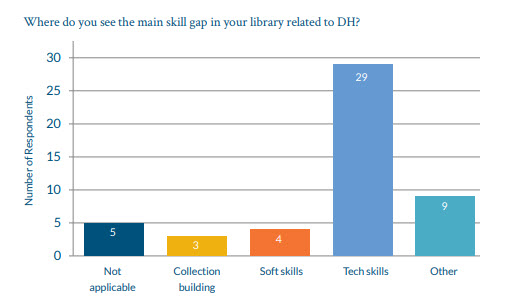 Where do you see the main skill gap in your library related to DH?
Number of Respondents
30
25
20
15
10
5
0
5
3
4
29
9
Not
applicable
Collection
building
Soft skills
Tech skills
Other